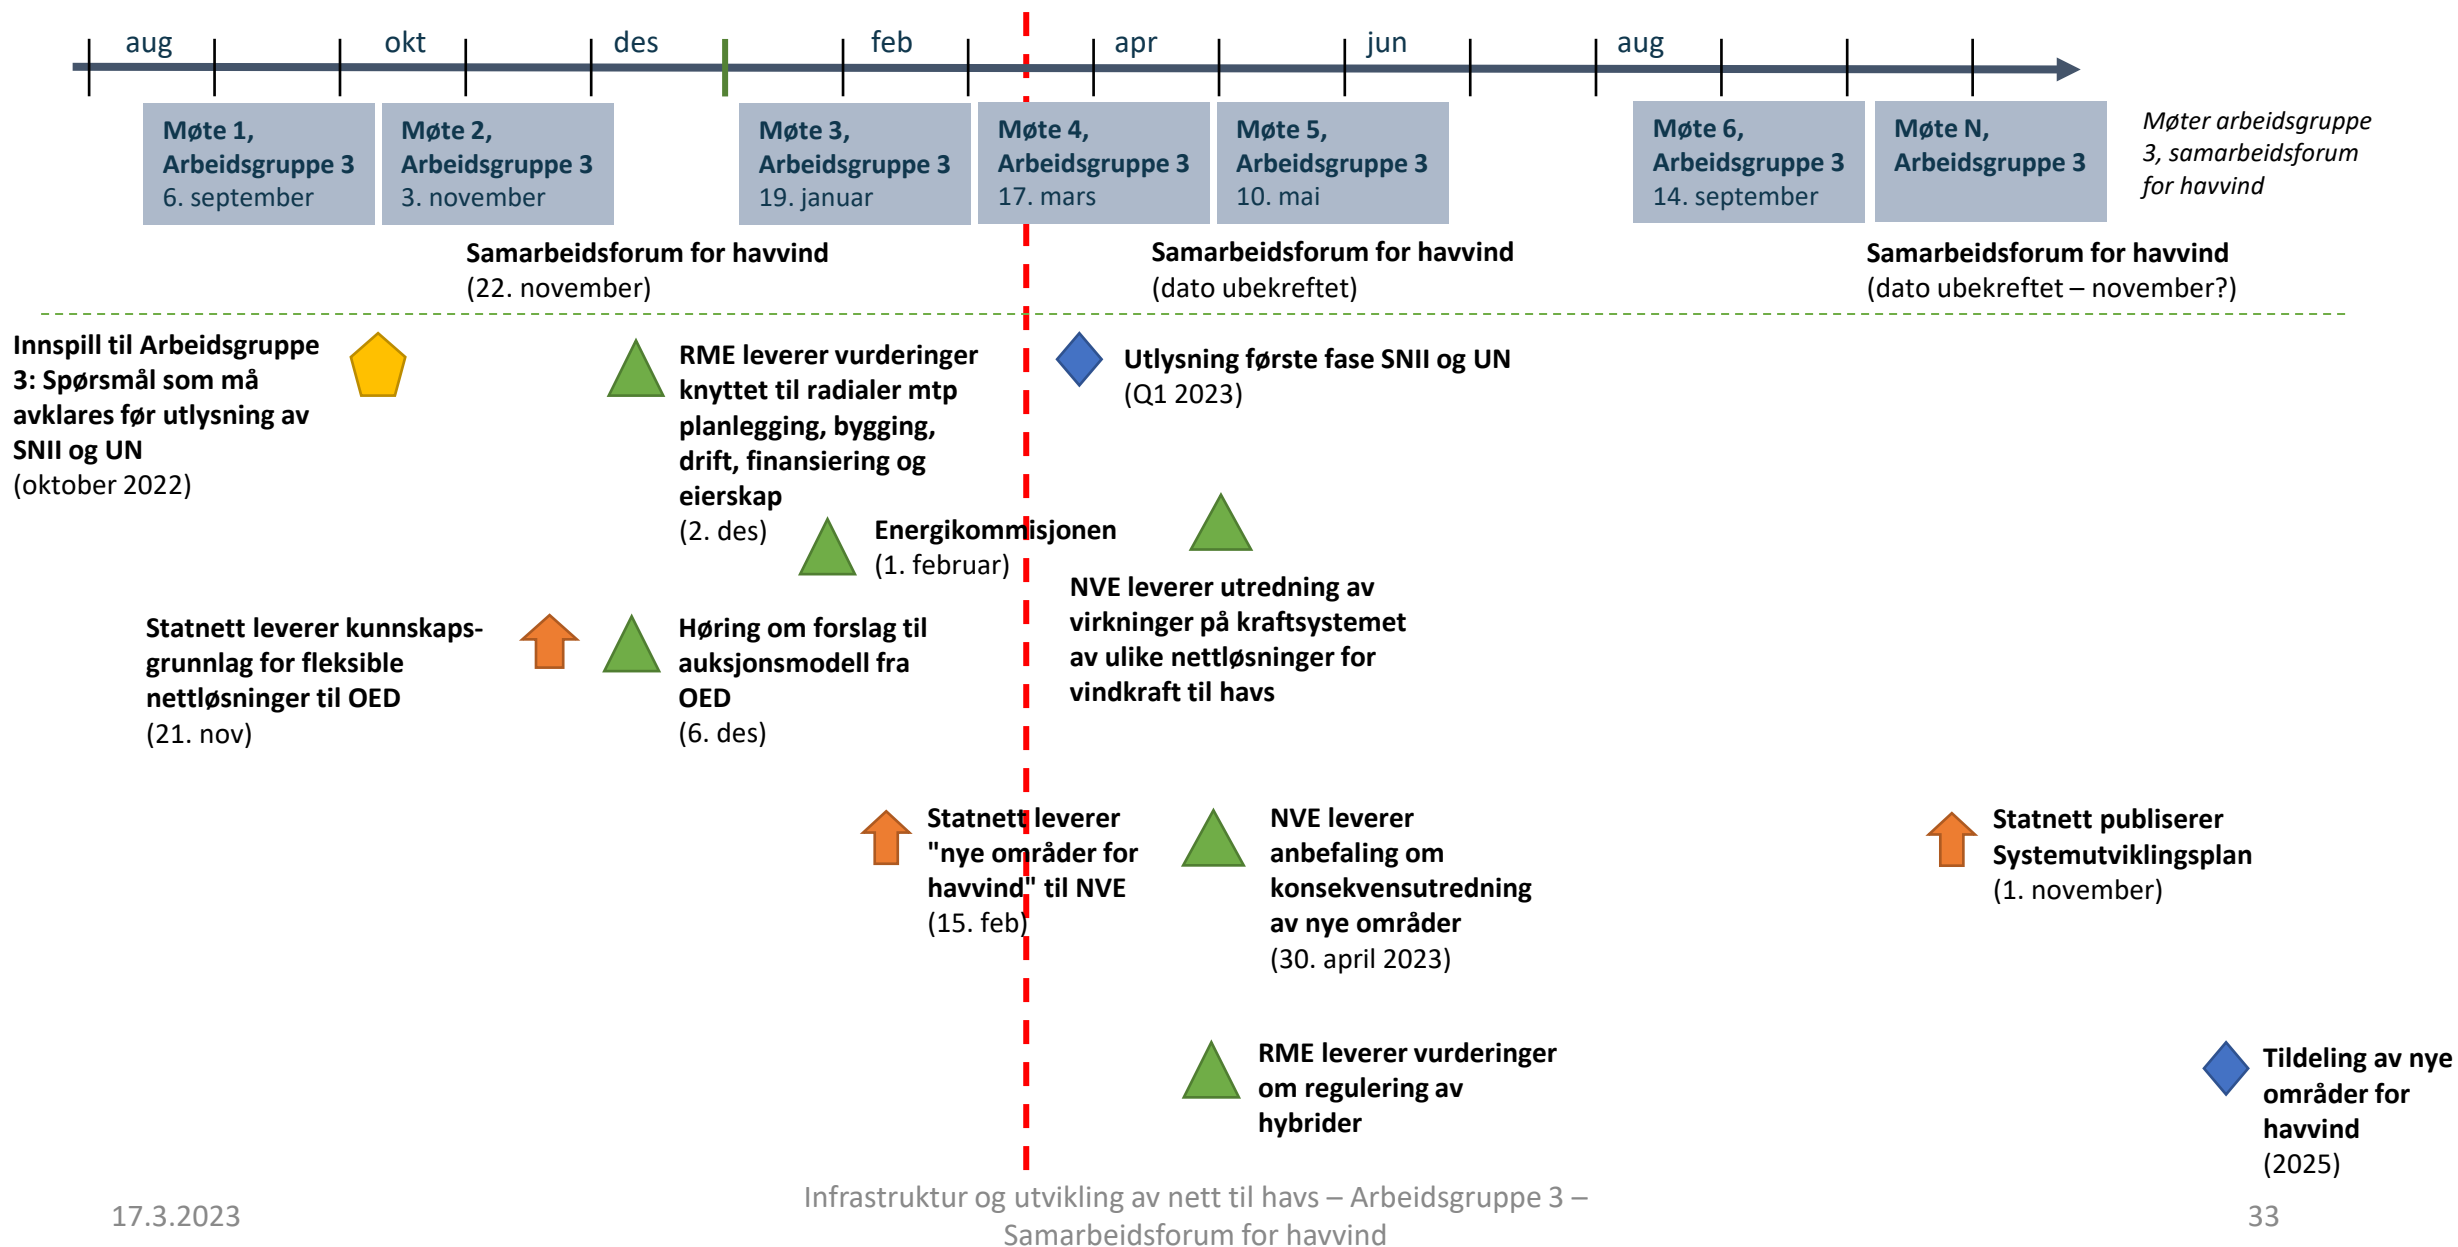 aug
okt
des
feb
apr
jun
aug
Møte 1,
Arbeidsgruppe 3
6. september
Møte 2,
Arbeidsgruppe 3
3. november
Møte 3,
Arbeidsgruppe 3
19. januar
Møte 4,
Arbeidsgruppe 3
17. mars
Møte 5,
Arbeidsgruppe 3
10. mai
Møte 6,
Arbeidsgruppe 3
14. september
Møte N,
Arbeidsgruppe 3
Møter arbeidsgruppe
3, samarbeidsforum
for havvind
Samarbeidsforum for havvind
(22. november)
Samarbeidsforum for havvind
(dato ubekreftet)
Samarbeidsforum for havvind
(dato ubekreftet – november?)
Innspill til Arbeidsgruppe
3: Spørsmål som må
avklares før utlysning av
SNII og UN
(oktober 2022)
RME leverer vurderinger
knyttet til radialer mtp
planlegging, bygging,
drift, finansiering og
eierskap
(2. des)
Utlysning første fase SNII og UN
(Q1 2023)
Energikommisjonen
(1. februar)
NVE leverer utredning av
virkninger på kraftsystemet
av ulike nettløsninger for
vindkraft til havs
Statnett leverer kunnskaps-
grunnlag for fleksible
nettløsninger til OED
(21. nov)
Høring om forslag til
auksjonsmodell fra
OED
(6. des)
Statnett leverer
"nye områder for
havvind" til NVE
(15. feb)
NVE leverer
anbefaling om
konsekvensutredning
av nye områder
(30. april 2023)
Statnett publiserer
Systemutviklingsplan
(1. november)
RME leverer vurderinger
om regulering av
hybrider
Tildeling av nye
områder for
havvind
(2025)
17.3.2023
Infrastruktur og utvikling av nett til havs – Arbeidsgruppe 3 –
Samarbeidsforum for havvind
33